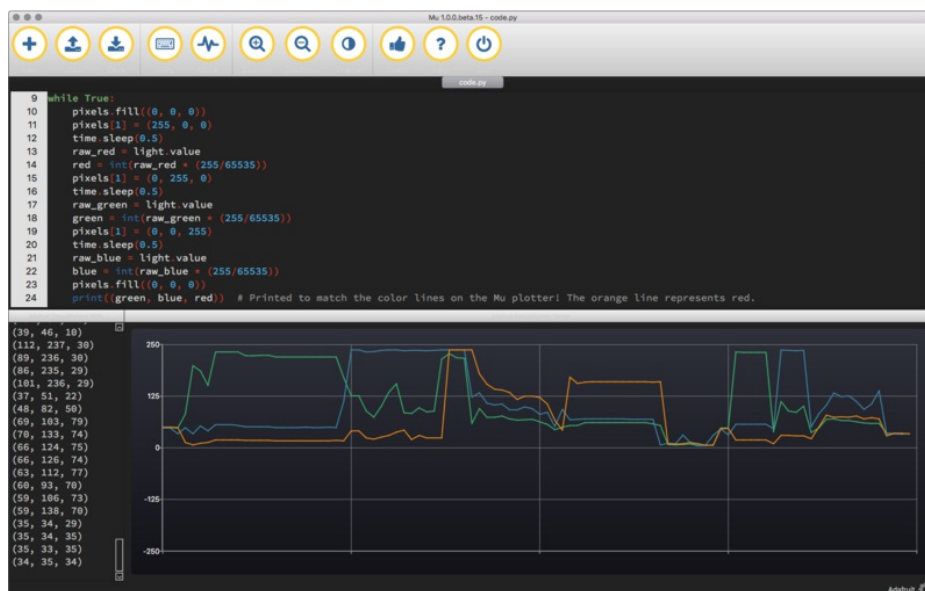 Mu 1.0.0.beta.15 - code.py
?
code.py
9 while True:
10 pixels.fill((0, 0, 0))
11 pixels[1] = (255, 0, 0)
12 time.sleep(0.5)
13 raw_red = light.value
14 red = int(raw_red * (255/65535))
15 pixels[1] = (0, 255, 0)
16 time.sleep(0.5)
17 raw_green = light.value
18 green = int(raw_green * (255/65535))
19 pixels[1] = (0, 0, 255)
20 time.sleep(0.5)
21 raw_blue = light.value
22 blue = int(raw_blue * (255/65535))
23 pixels.fill((0, 0, 0))
24 print((green, blue, red)) # Printed to match the color lines on the Mu plotter! The orange line represents red.
(39, 46, 10)
(112, 237, 30)
(89, 236, 30)
(86, 235, 29)
(101, 236, 29)
(37, 51, 22)
(48, 82, 50)
(69, 103, 79)
(70, 133, 74)
(66, 124, 75)
(66, 126, 74)
(63, 112, 77)
(60, 93, 70)
(59, 106, 73)
(59, 138, 70)
(35, 34, 29)
(35, 34, 35)
(35, 33, 35)
(34, 35, 34)
250
125
0
-125
-250
Adafruit